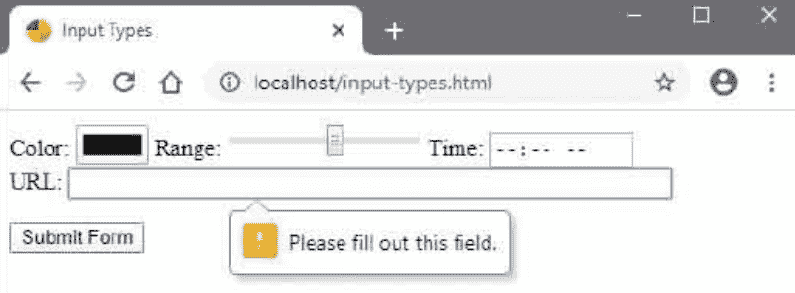 Input Types
localhost/input-types.html
Color: Range: Time: --:-- --
URL:
Please fill out this field.
Submit Form